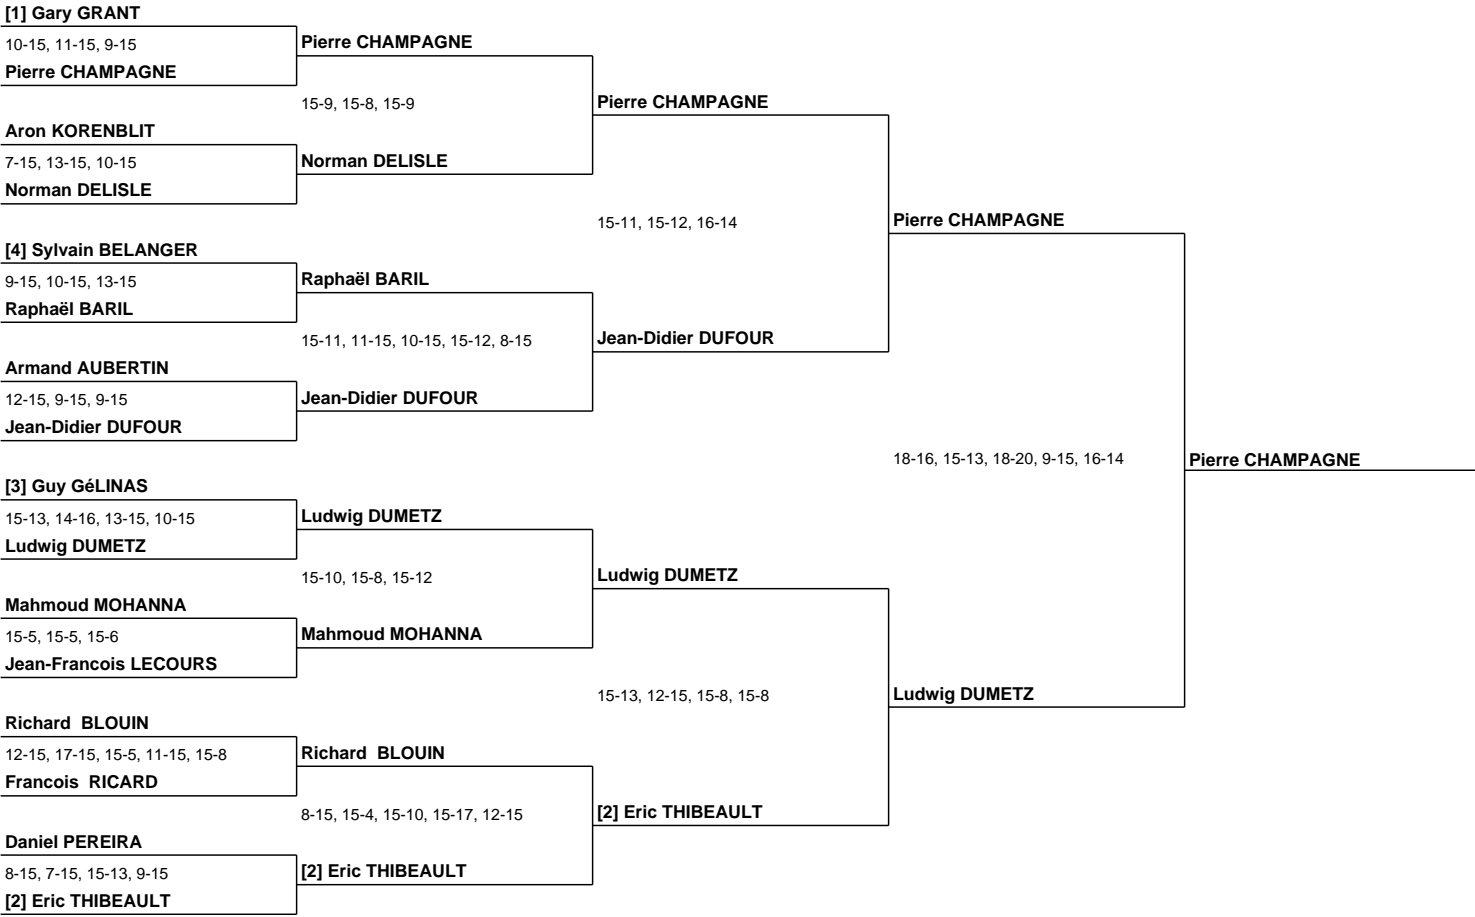 [1] Gary GRANT
10-15, 11-15, 9-15
Pierre CHAMPAGNE
Aron KORENBLIT
7-15, 13-15, 10-15
Norman DELISLE
[4] Sylvain BELANGER
9-15, 10-15, 13-15
Raphaël BARIL
Armand AUBERTIN
12-15, 9-15, 9-15
Jean-Didier DUFOUR
[3] Guy GéLINAS
15-13, 14-16, 13-15, 10-15
Ludwig DUMETZ
Mahmoud MOHANNA
15-5, 15-5, 15-6
Jean-Francois LECOURS
Richard  BLOUIN
12-15, 17-15, 15-5, 11-15, 15-8
Francois  RICARD
Daniel PEREIRA
8-15, 7-15, 15-13, 9-15
[2] Eric THIBEAULT
Pierre CHAMPAGNE
15-9, 15-8, 15-9
Norman DELISLE
Raphaël BARIL
15-11, 11-15, 10-15, 15-12, 8-15
Jean-Didier DUFOUR
Ludwig DUMETZ
15-10, 15-8, 15-12
Mahmoud MOHANNA
Richard  BLOUIN
8-15, 15-4, 15-10, 15-17, 12-15
[2] Eric THIBEAULT
Pierre CHAMPAGNE
15-11, 15-12, 16-14
Jean-Didier DUFOUR
Ludwig DUMETZ
15-13, 12-15, 15-8, 15-8
[2] Eric THIBEAULT
Pierre CHAMPAGNE
18-16, 15-13, 18-20, 9-15, 16-14
Ludwig DUMETZ
Pierre CHAMPAGNE